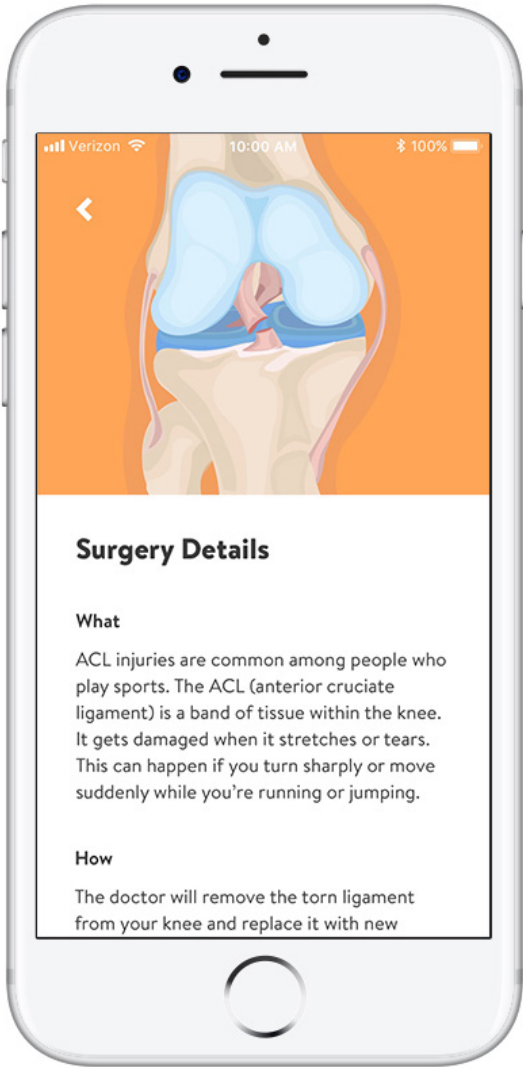 Verizon 10:00 AM 100%
Surgery Details
What
ACL injuries are common among people who
play sports. The ACL (anterior cruciate
ligament) is a band of tissue within the knee.
It gets damaged when it stretches or tears.
This can happen if you turn sharply or move
suddenly while you’re running or jumping.
How
The doctor will remove the torn ligament
from your knee and replace it with new